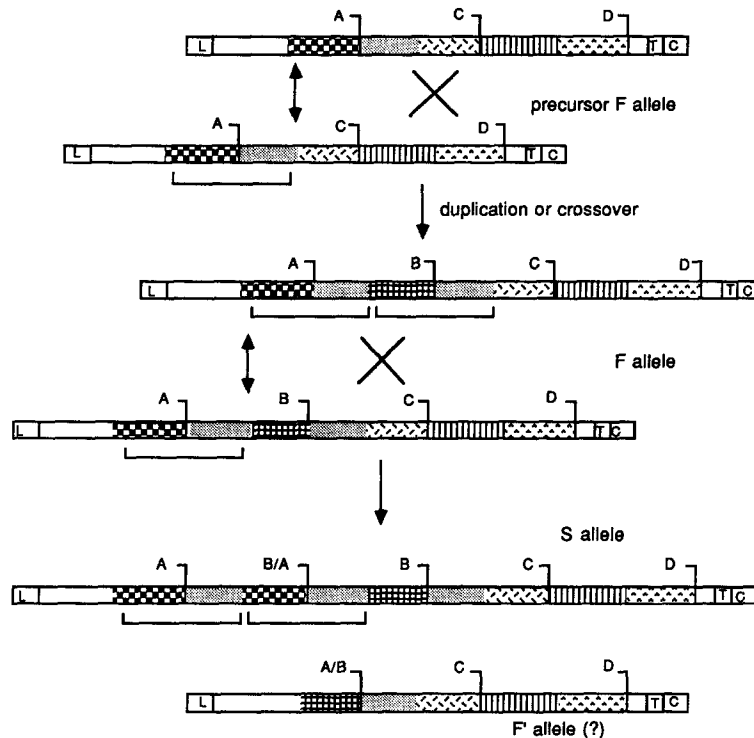 A C D
L T C
precursor F allele
A C D
L T C
duplication or crossover
A B C D
L T C
F allele
A B C D
L T C
S allele
A B/A B C D
L T C
A/B C D
L T C
F' allele (?)